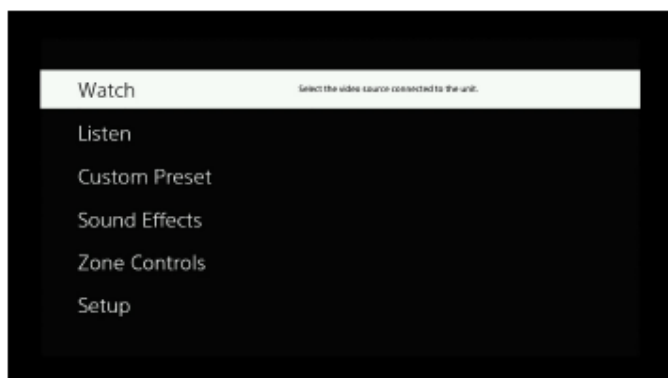 Watch
Select the video source connected to the unit.
Listen
Custom Preset
Sound Effects
Zone Controls
Setup